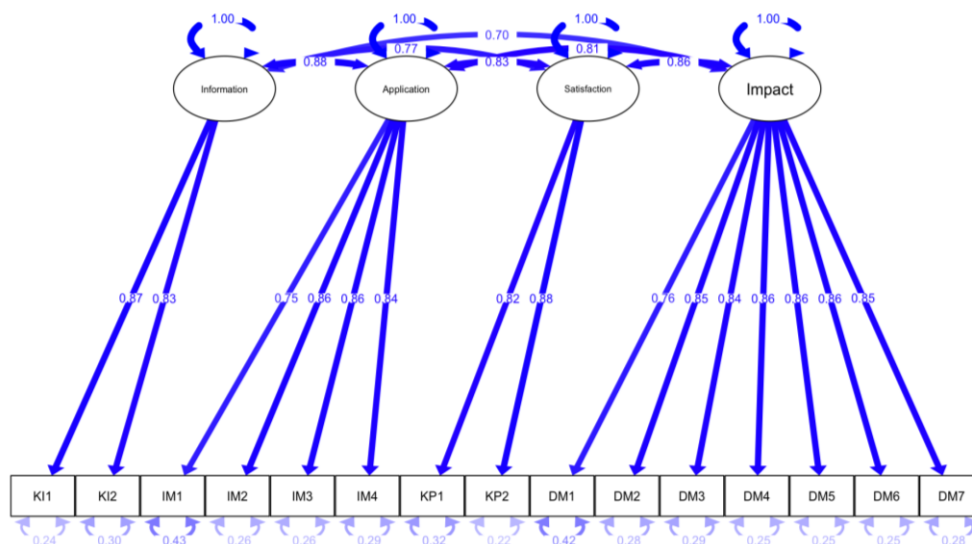 1.00 1.00 1.00 1.00
0.70
0.77 0.81
0.88 0.83 0.86
Information Application Satisfaction Impact
0.87 0.83 0.75 0.86 0.86 0.84 0.82 0.88 0.76 0.85 0.84 0.86 0.86 0.86 0.85
KI1 KI2 IM1 IM2 IM3 IM4 KP1 KP2 DM1 DM2 DM3 DM4 DM5 DM6 DM7
0.24 0.30 0.43 0.26 0.26 0.29 0.32 0.22 0.42 0.28 0.29 0.25 0.25 0.25 0.28